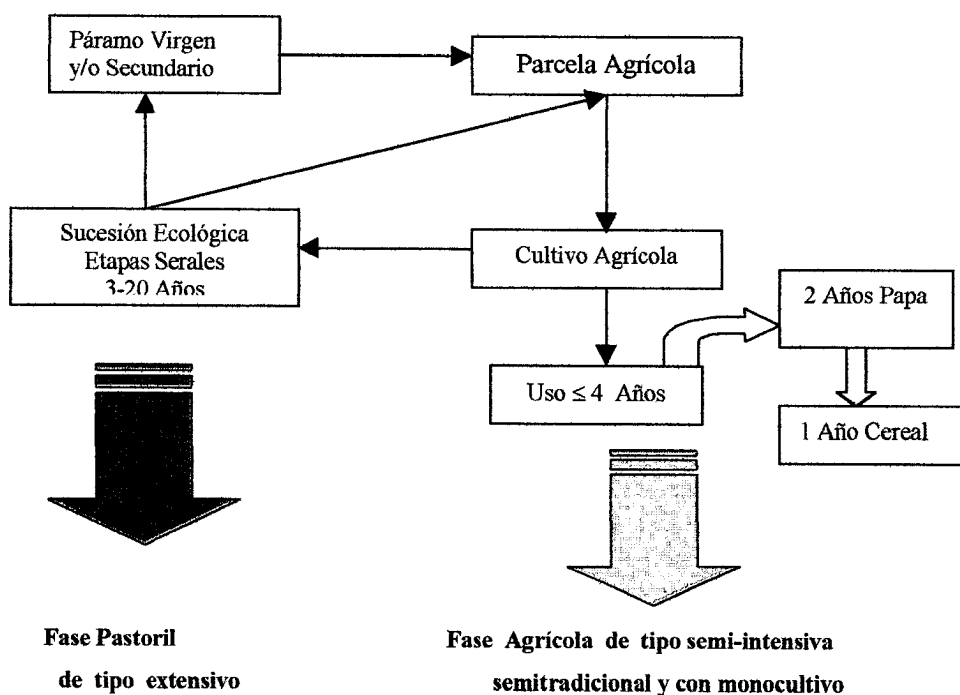 Páramo Virgen
y/o Secundario
Parcela Agrícola
Sucesión Ecológica
Etapas Serales
3-20 Años
Cultivo Agrícola
2 Años Papa
Uso ≤ 4 Años
1 Año Cereal
Fase Pastoril
de tipo extensivo
Fase Agrícola de tipo semi-intensiva
semitradicional y con monocultivo